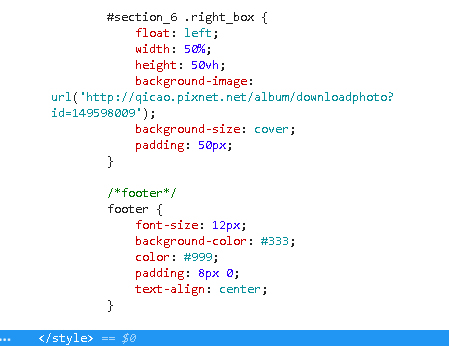 #section_6 .right_box {
float: left;
width: 50%;
height: 50vh;
background-image:
url('http://qicao.pixnet.net/album/downloadphoto?
id=149598009');
background-size: cover;
padding: 50px;
}
/*footer*/
footer {
font-size: 12px;
background-color: #333;
color: #999;
padding: 8px 0;
text-align: center;
}
... </style> == $0